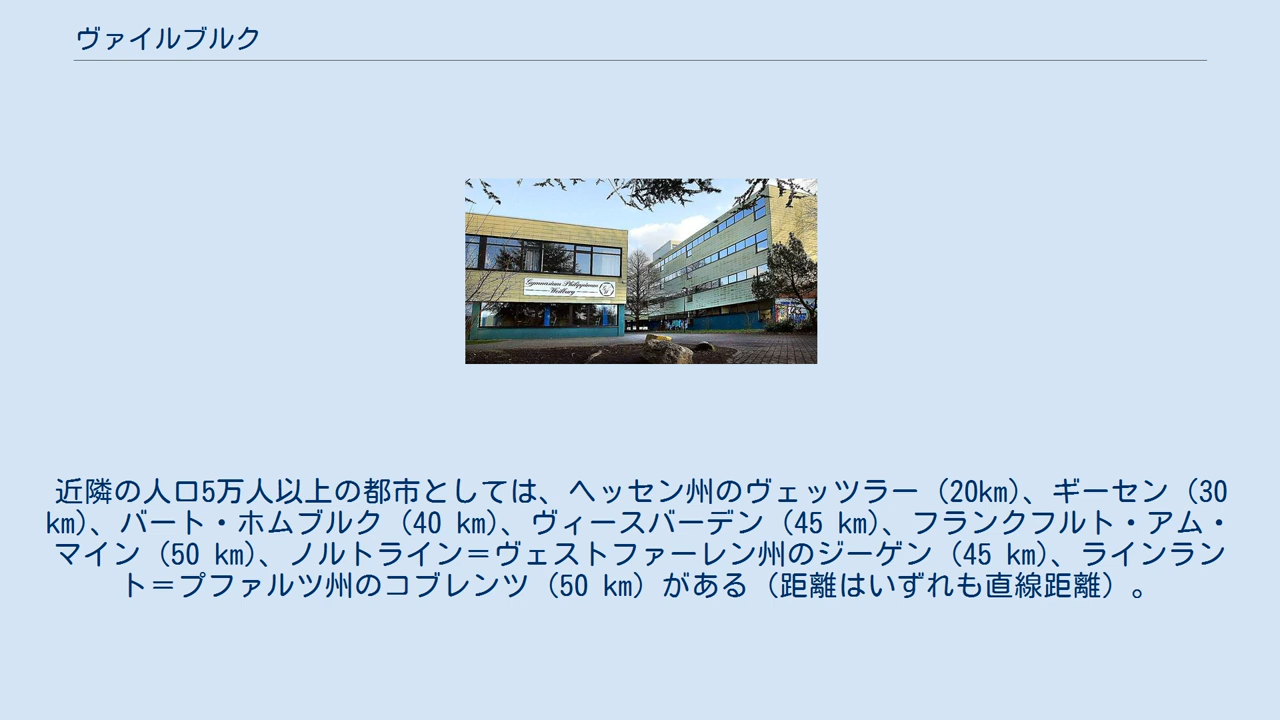 ヴァイルブルク
Gymnasium Philippinum
Weilburg
近隣の人口5万人以上の都市としては、ヘッセン州のヴェッツラー（20km）、ギーセン（30
km）、バート・ホムブルク（40 km）、ヴィースバーデン（45 km）、フランクフルト・アム・
マイン（50 km）、ノルトライン＝ヴェストファーレン州のジーゲン（45 km）、ラインラン
ト＝プファルツ州のコブレンツ（50 km）がある（距離はいずれも直線距離）。